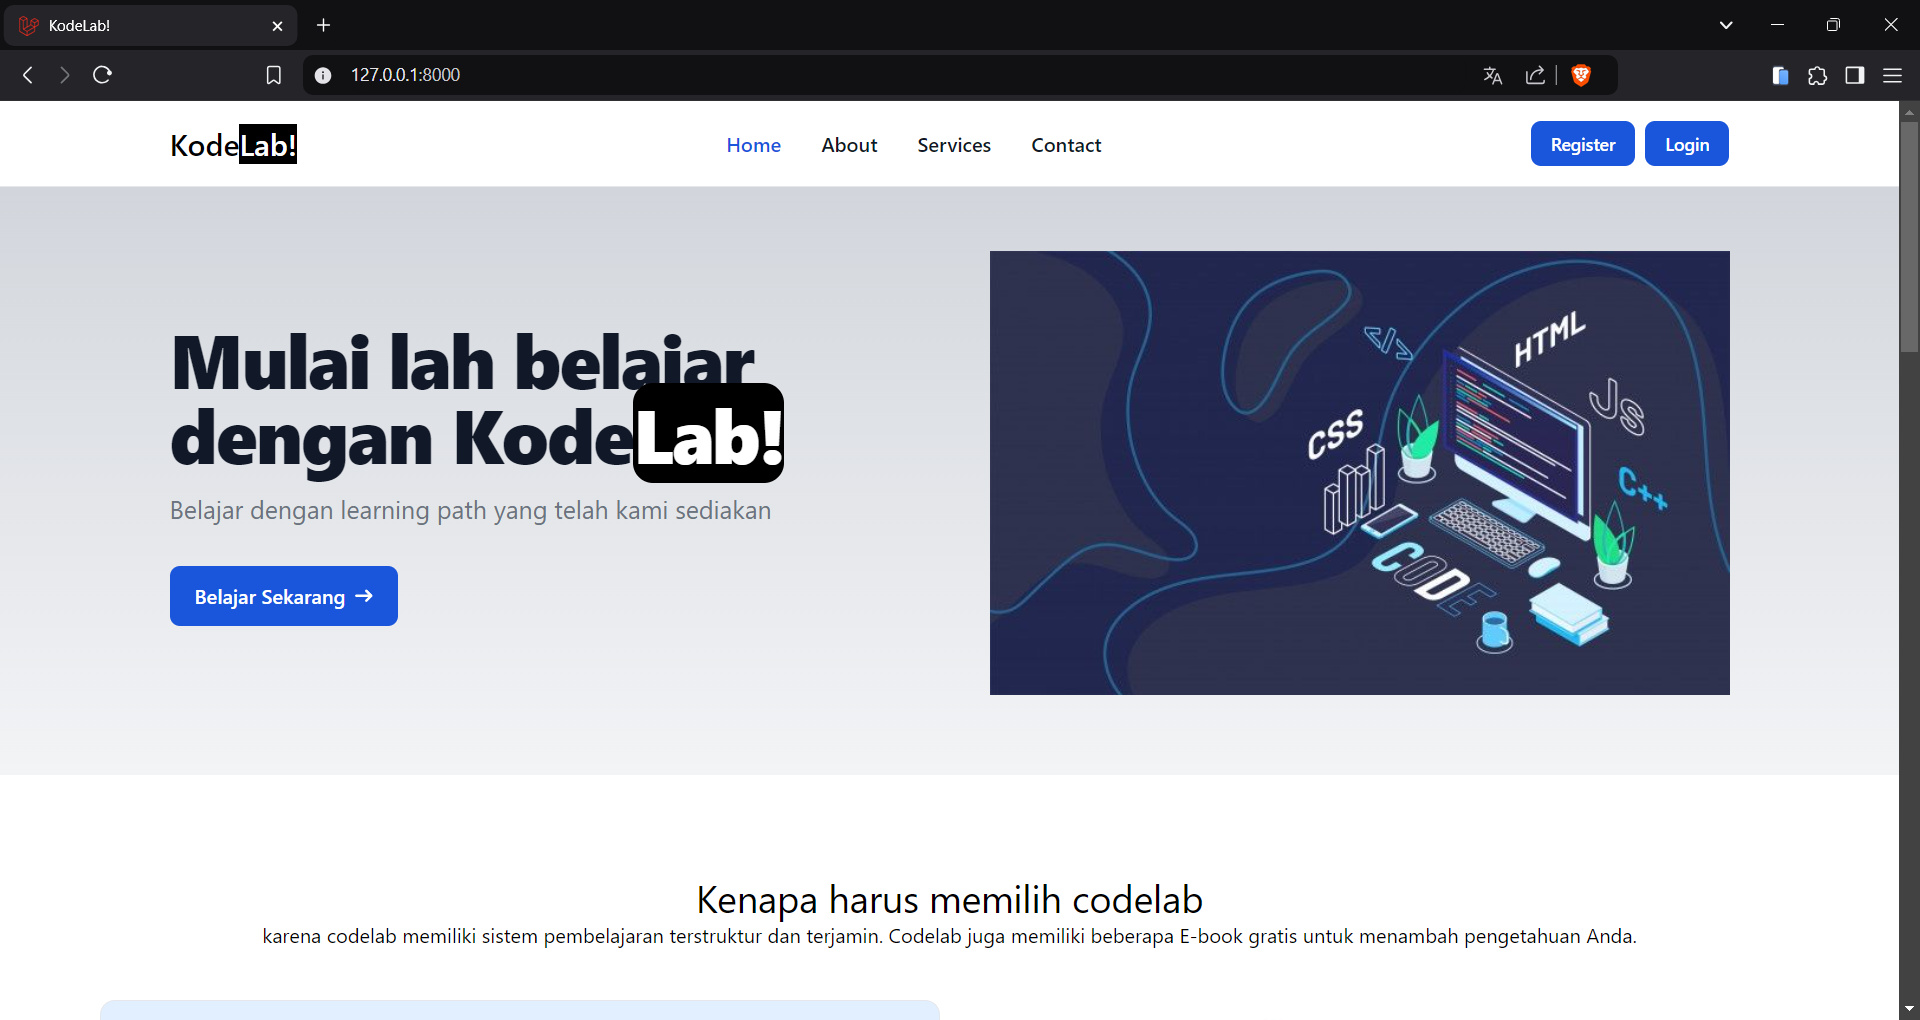 KodeLab!
127.0.0.1:8000
KodeLab!
Home About Services Contact
Register Login
Mulai lah belajar
dengan KodeLab!
Belajar dengan learning path yang telah kami sediakan
Belajar Sekarang →
</>
HTML
JS
CSS
C++
CODE
Kenapa harus memilih codelab
karena codelab memiliki sistem pembelajaran terstruktur dan terjamin. Codelab juga memiliki beberapa E-book gratis untuk menambah pengetahuan Anda.